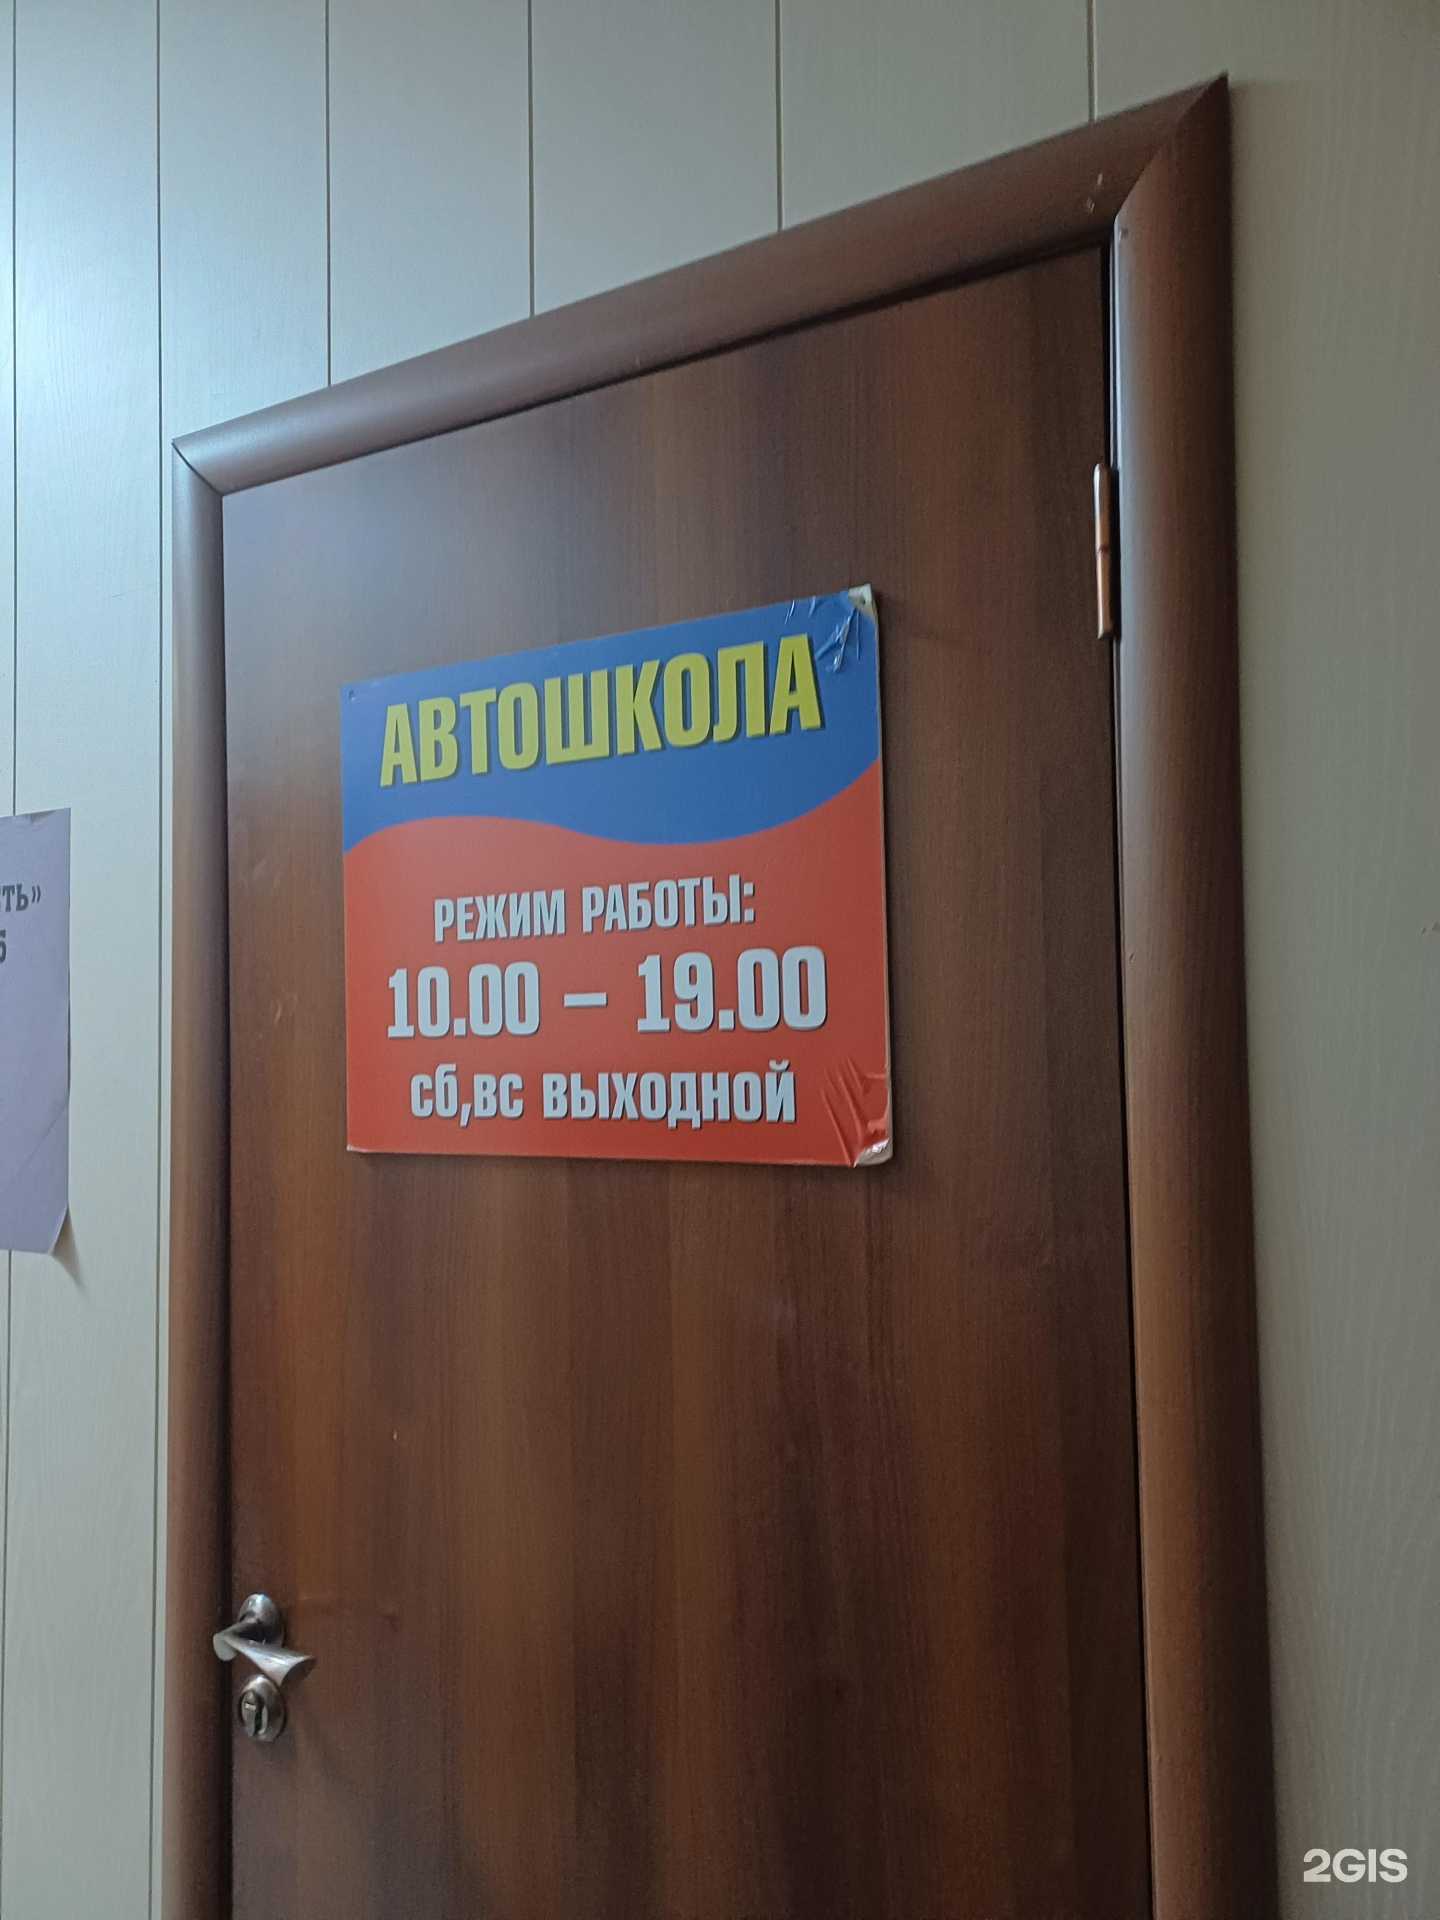 АВТОШКОЛА
РЕЖИМ РАБОТЫ:
10.00 – 19.00
сб,вс выходной
2GIS